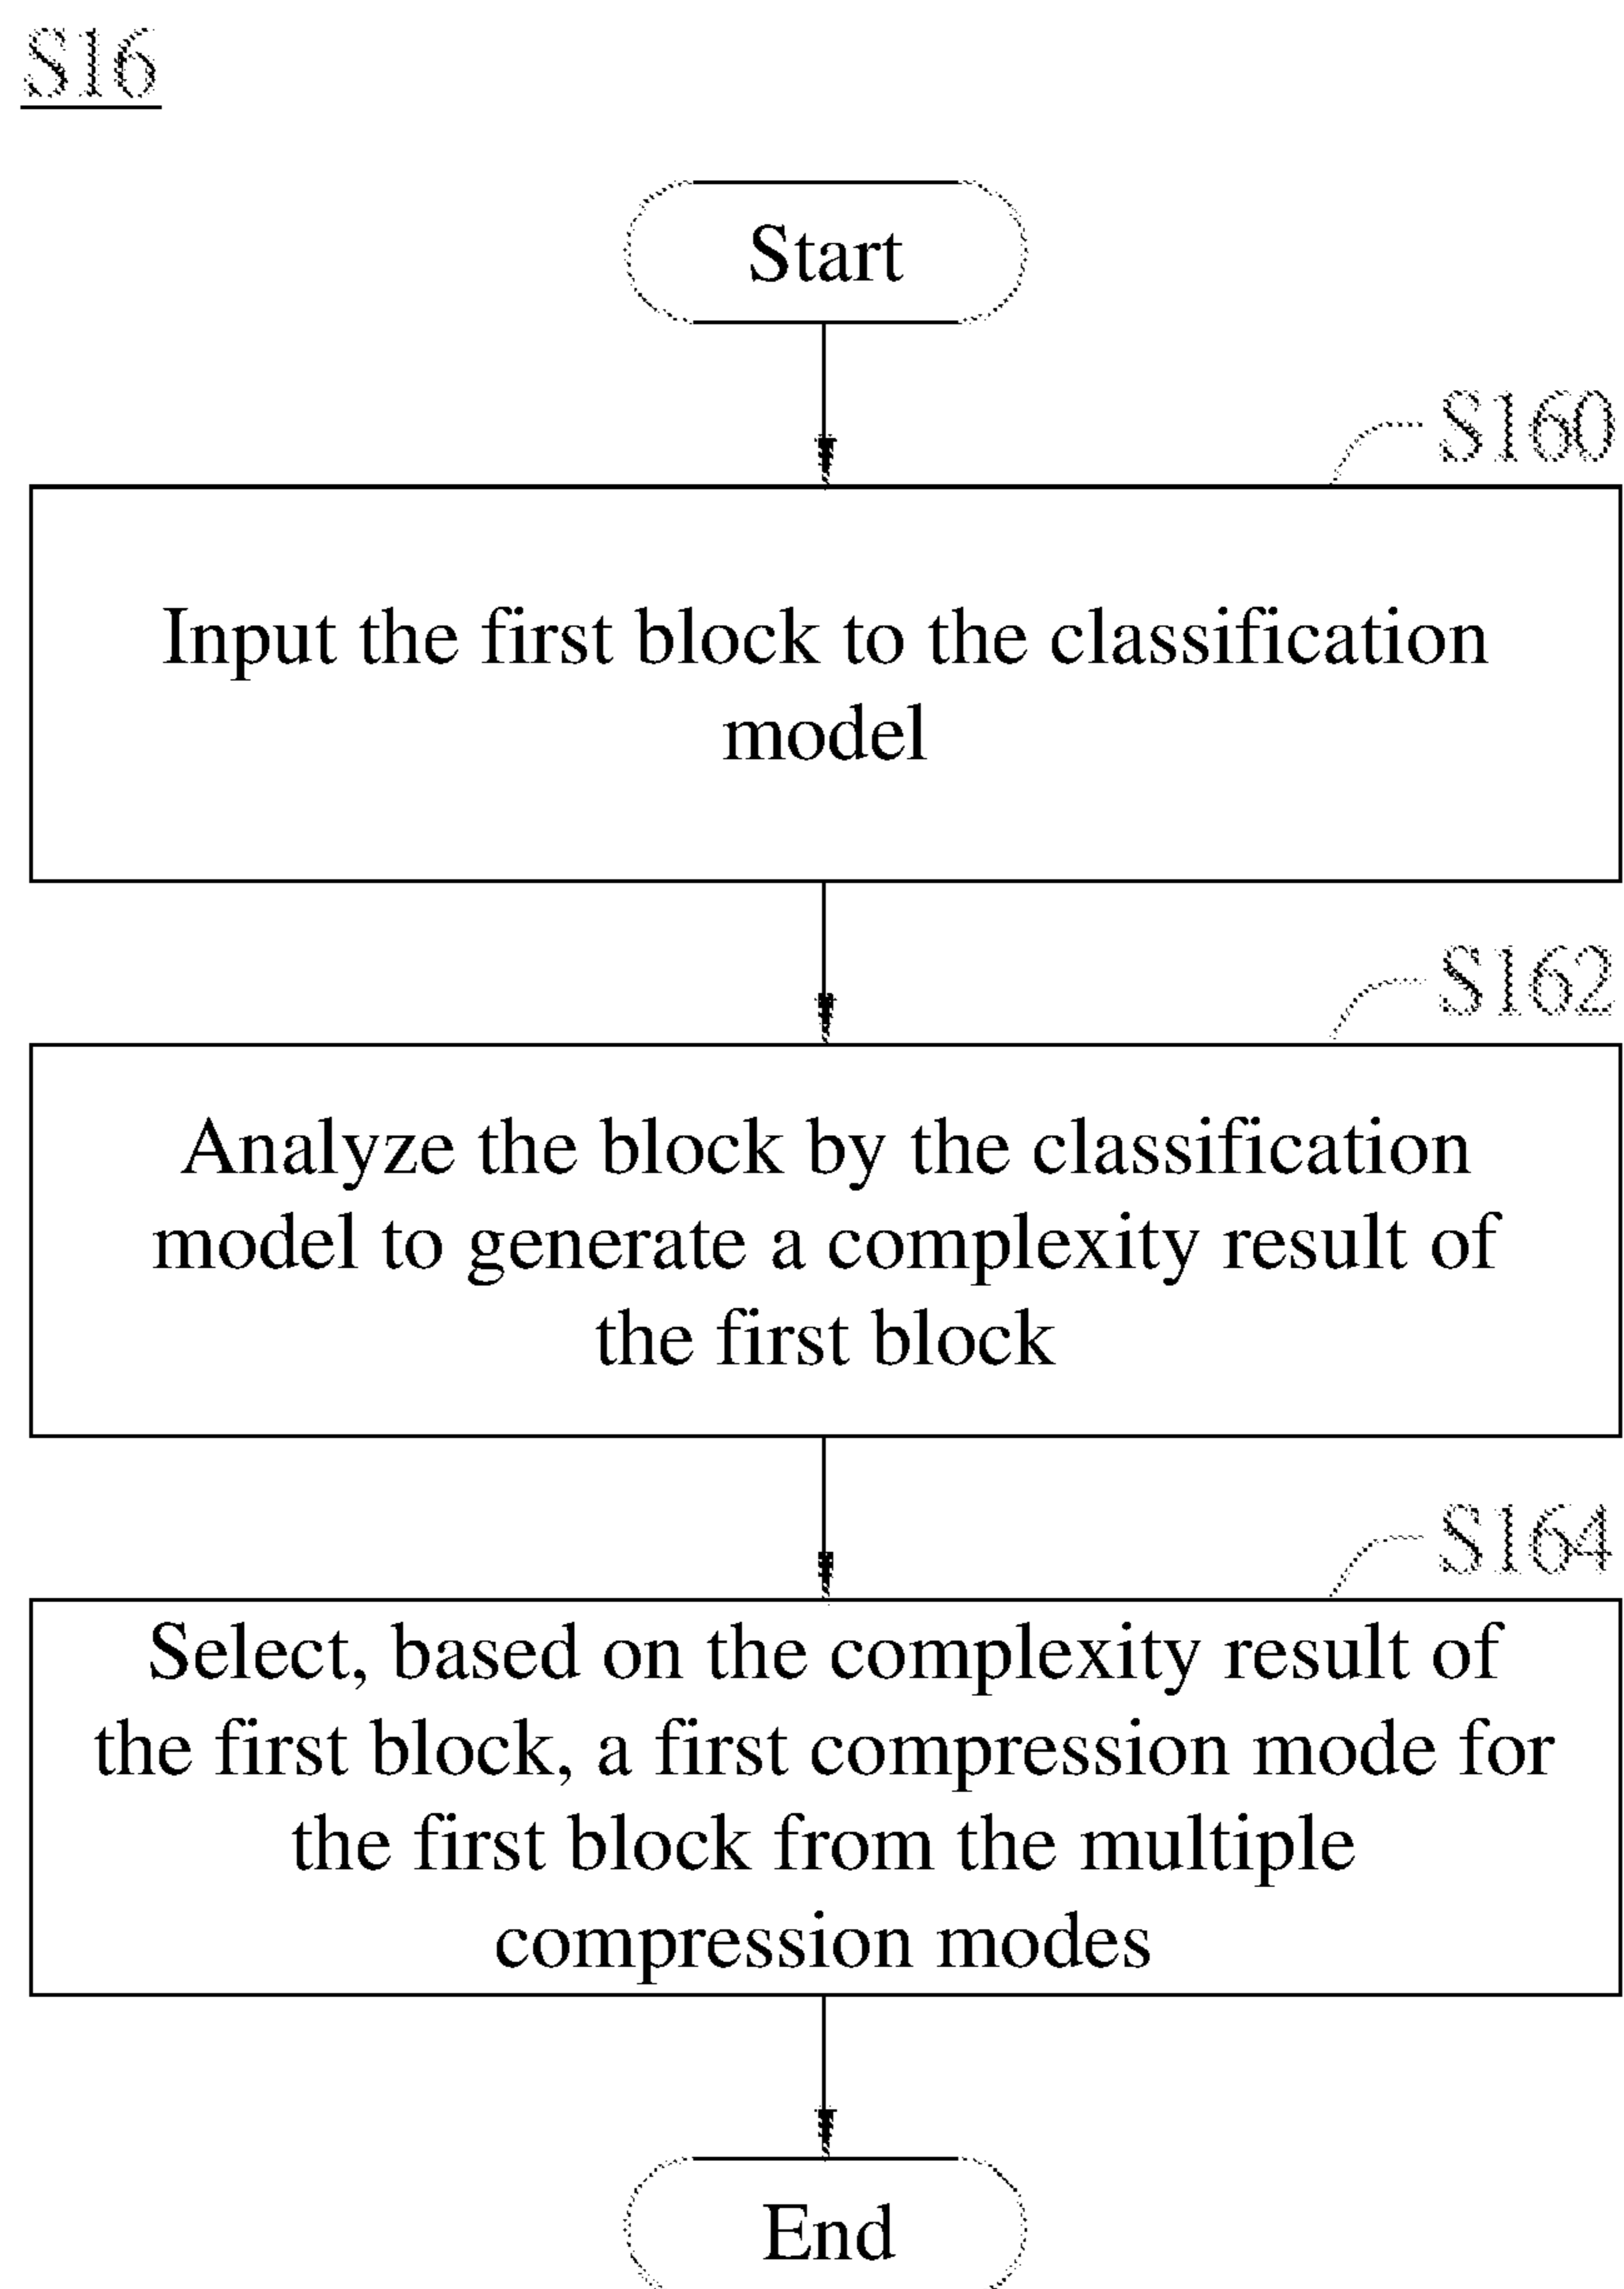 S16
Start
S160
Input the first block to the classification
model
S162
Analyze the block by the classification
model to generate a complexity result of
the first block
S164
Select, based on the complexity result of
the first block, a first compression mode for
the first block from the multiple
compression modes
End